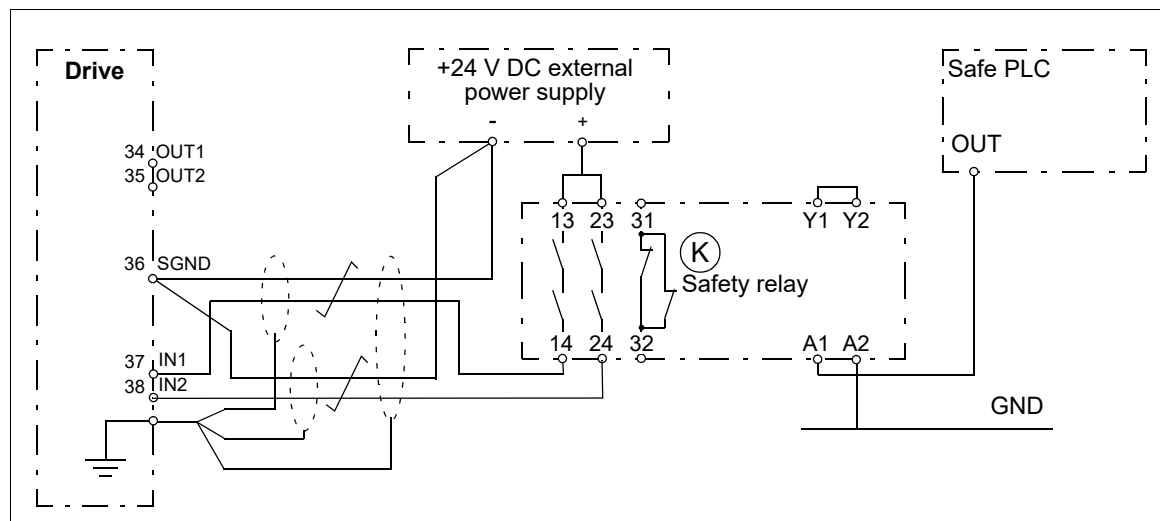 Drive
+24 V DC external
power supply
- +
Safe PLC
OUT
34 OUT1
35 OUT2
13 23 31
Y1 Y2
K
Safety relay
36 SGND
14 24 32
A1 A2
37 IN1
38 IN2
GND